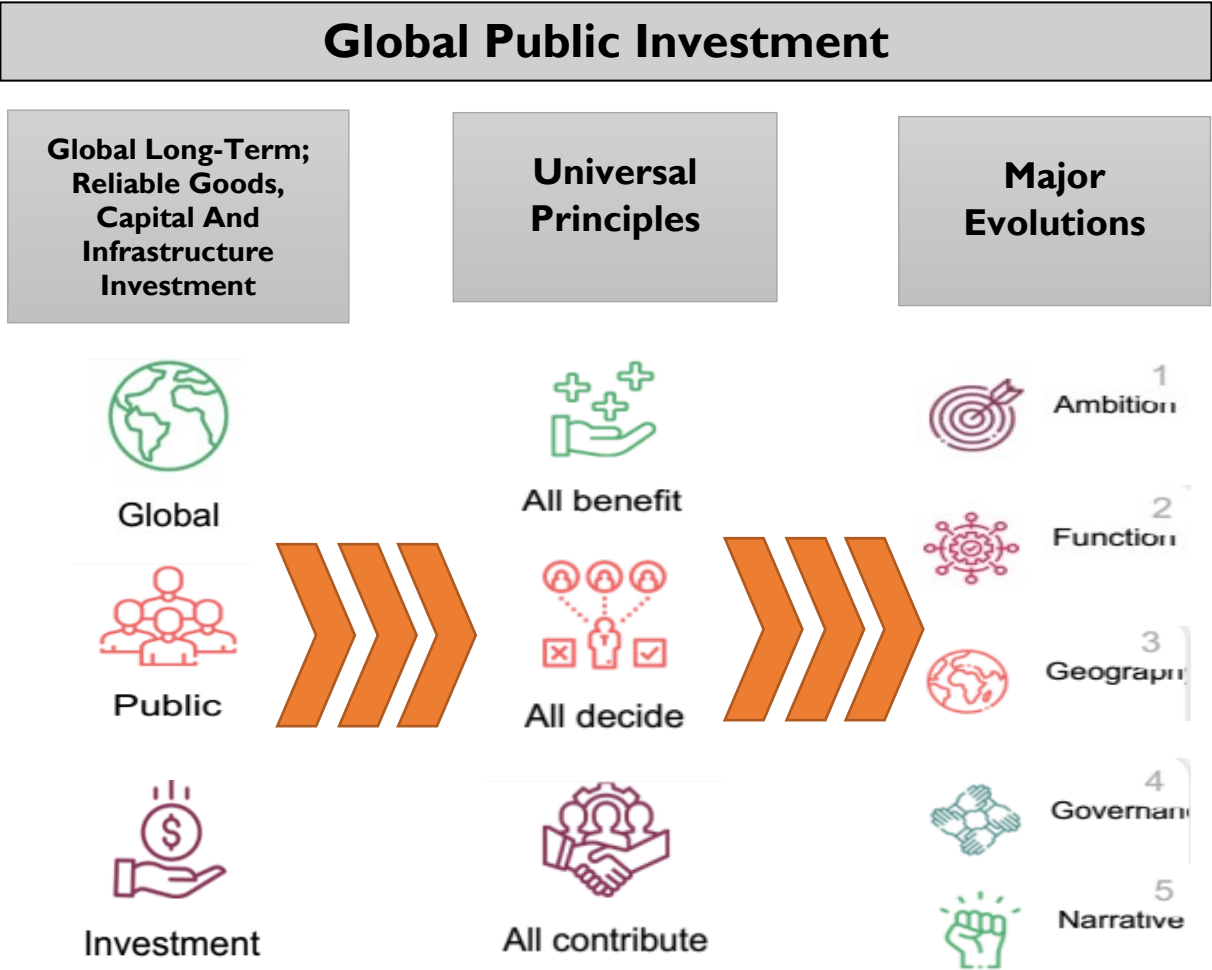 Global Public Investment
Global Long-Term;
Reliable Goods,
Capital And
Infrastructure
Investment
Global
Public
Investment
Universal
Principles
All benefit
All decide
All contribute
Major
Evolutions
1
Ambition
2
Function
3
Geograph
4
Governan
5
Narrative